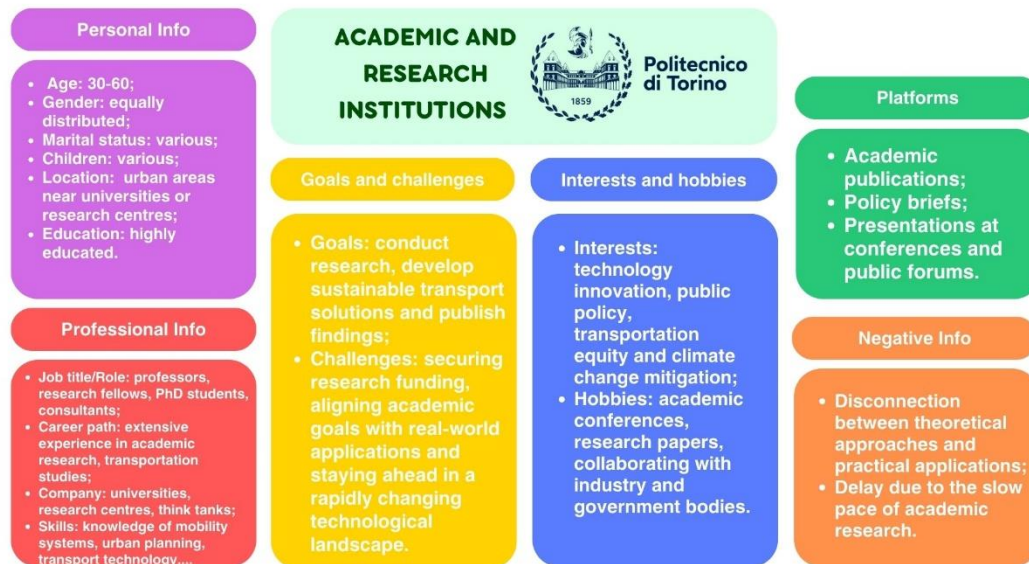 Personal Info
• Age: 30-60;
• Gender: equally
distributed;
• Marital status: various;
• Children: various;
• Location: urban areas
near universities or
research centres;
• Education: highly
educated.
Professional Info
• Job title/Role: professors,
research fellows, PhD students,
consultants;
• Career path: extensive
experience in academic
research, transportation
studies;
• Company: universities,
research centres, think tanks;
• Skills: knowledge of mobility
systems, urban planning,
transport technology....
ACADEMIC AND
RESEARCH
INSTITUTIONS
1859
Politecnico
di Torino
Goals and challenges
• Goals: conduct
research, develop
sustainable transport
solutions and publish
findings;
• Challenges: securing
research funding,
aligning academic
goals with real-world
applications and
staying ahead in a
rapidly changing
technological
landscape.
Interests and hobbies
• Interests:
technology
innovation, public
policy,
transportation
equity and climate
change mitigation;
• Hobbies: academic
conferences,
research papers,
collaborating with
industry and
government bodies.
Platforms
• Academic
publications;
• Policy briefs;
• Presentations at
conferences and
public forums.
Negative Info
• Disconnection
between theoretical
approaches and
practical applications;
• Delay due to the slow
pace of academic
research.